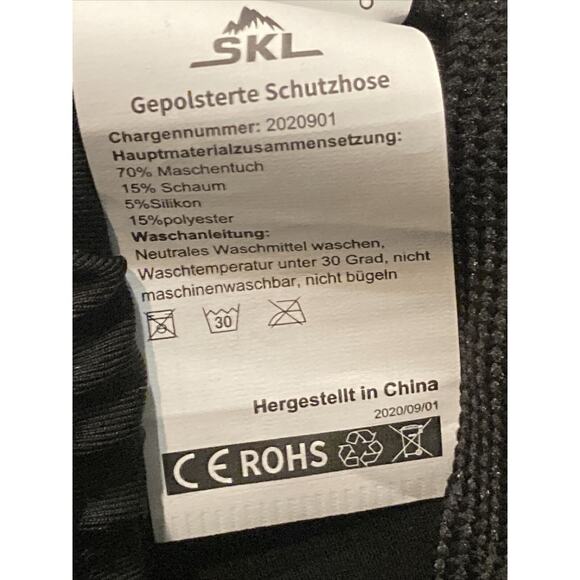 SKL
Gepolsterte Schutzhose
Chargennummer: 2020901
Hauptmaterialzusammensetzung:
70% Maschentuch
15% Schaum
5%Silikon
15%polyester
Waschanleitung:
Neutrales Waschmittel waschen,
Waschtemperatur unter 30 Grad, nicht
maschinenwaschbar, nicht bügeln
30
Hergestellt in China
2020/09/01
CE ROHS